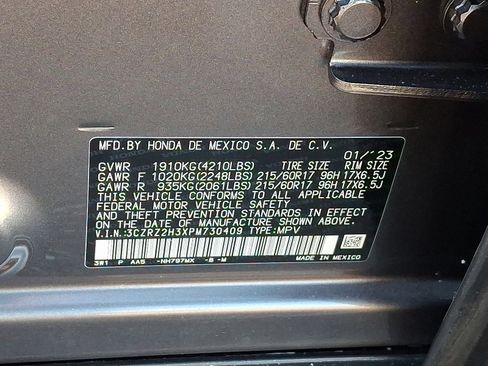 MFD.BY HONDA DE MEXICO S.A. DE C.V. 01/'23
GVWR 1910KG(4210LBS) TIRE SIZE RIM SIZE
GAWR F 1020KG(2248LBS) 215/60R17 96H 17X6.5J
GAWR R 935KG(2061LBS) 215/60R17 96H 17X6.5J
THIS VEHICLE CONFORMS TO ALL APPLICABLE
FEDERAL MOTOR VEHICLE SAFETY STANDARDS IN
EFFECT ON THE DATE OF MANUFACTURE SHOWN ABOVE.
V.I.N.:3CZRZ2H3XPM730409 TYPE:MPV
3W1 P AA5 -NH797MX -B -M MADE IN MEXICO